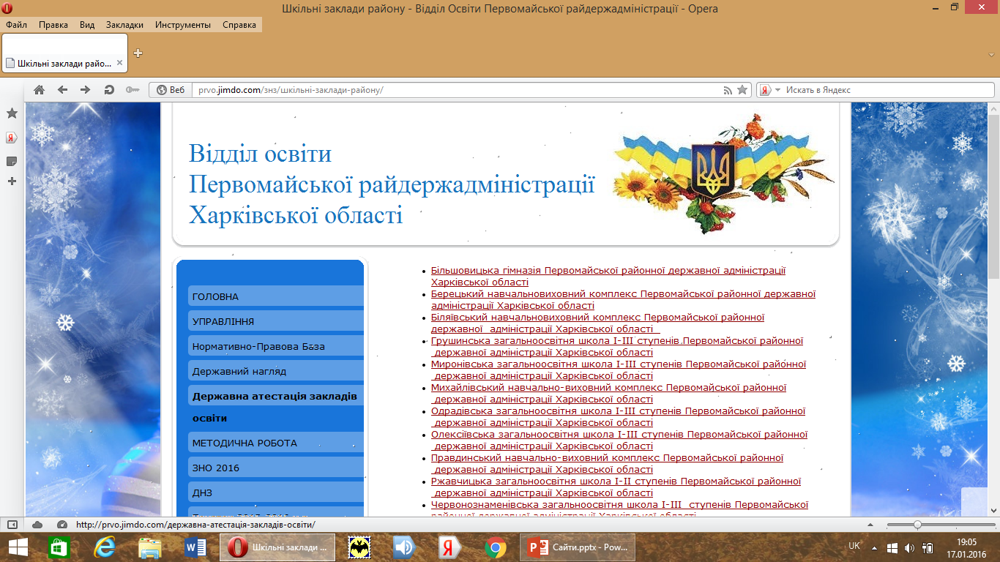 Шкільні заклади району - Відділ Освіти Первомайської райдержадміністрації - Opera
Файл Правка Вид Закладки Инструменты Справка
Шкільні заклади райо...
Веб prvo.jimdo.com/знз/шкільні-заклади-району/ Искать в Яндекс
Відділ освіти
Первомайської райдержадміністрації
Харківської області
ГОЛОВНА
УПРАВЛІННЯ
Нормативно-Правова База
Державний нагляд
Державна атестація закладів
освіти
МЕТОДИЧНА РОБОТА
ЗНО 2016
ДНЗ
Більшовицька гімназія Первомайської районної державної адміністрації
Харківської області
Берецький навчальновиховний комплекс Первомайської районної державної
адміністрації Харківської області
Біляївський навчальновиховний комплекс Первомайської районної
державної адміністрації Харківської області
Грушинська загальноосвітня школа І-ІІІ ступенів Первомайської районної
державної адміністрації Харківської області
Миронівська загальноосвітня школа І-ІІІ ступенів Первомайської районної
державної адміністрації Харківської області
Михайлівський навчально-виховний комплекс Первомайської районної
державної адміністрації Харківської області
Одрадівська загальноосвітня школа І-ІІІ ступенів Первомайської районної
державної адміністрації Харківської області
Олексіївська загальноосвітня школа І-ІІІ ступенів Первомайської районної
державної адміністрації Харківської області
Правдинський навчально-виховний комплекс Первомайської районної
державної адміністрації Харківської області
Ржавчицька загальноосвітня школа І-ІІ ступенів Первомайської районної
державної адміністрації Харківської області
Червонознаменівська загальноосвітня школа І-ІІІ ступенів Первомайської
районної державної адміністрації Харківської області
http://prvo.jimdo.com/державна-атестація-закладів-освіти/
Шкільні заклади ... Сайти.pptx - Pow... UK 19:05
17.01.2016